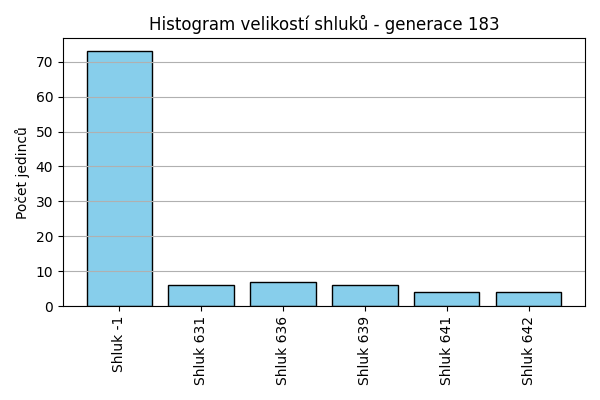 Histogram velikostí shluků - generace 183
Počet jedinců
70
60
50
40
30
20
10
0
Shluk -1
Shluk 631
Shluk 636
Shluk 639
Shluk 641
Shluk 642